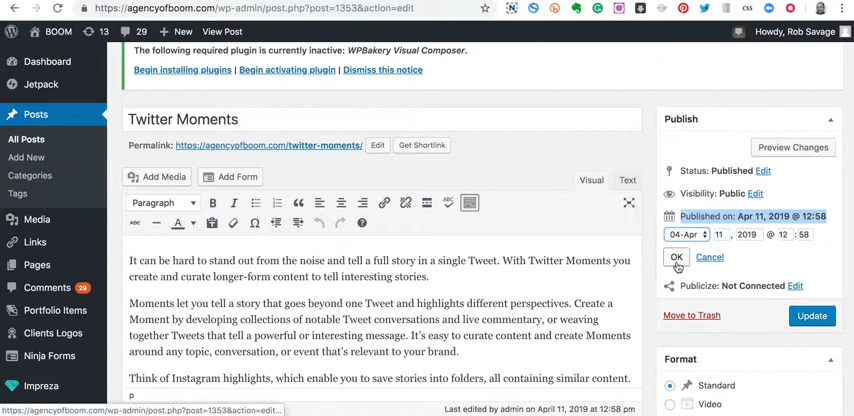 https://agencyofboom.com/wp-admin/post.php?post=1353&action=edit
BOOM 13 29 New View Post Howdy, Rob Savage
The following required plugin is currently inactive: WPBakery Visual Composer.
Begin installing plugins | Begin activating plugin | Dismiss this notice
Dashboard
Jetpack
Posts
All Posts
Add New
Categories
Tags
Media
Links
Pages
Comments 29
Portfolio Items
Clients Logos
Ninja Forms
Impreza
Twitter Moments
Permalink: https://agencyofboom.com/twitter-moments/ Edit Get Shortlink
Add Media Add Form Visual Text
Paragraph
It can be hard to stand out from the noise and tell a full story in a single Tweet. With Twitter Moments you
create and curate longer-form content to tell interesting stories.
Moments let you tell a story that goes beyond one Tweet and highlights different perspectives. Create a
Moment by developing collections of notable Tweet conversations and live commentary, or weaving
together Tweets that tell a powerful or interesting message. It's easy to curate content and create Moments
around any topic, conversation, or event that's relevant to your brand.
Think of Instagram highlights, which enable you to save stories into folders, all containing similar content.
p
Last edited by admin on April 11, 2019 at 12:58 pm
Publish
Preview Changes
Status: Published Edit
Visibility: Public Edit
Published on: Apr 11, 2019 @ 12:58
04-Apr 11 , 2019 @ 12 : 58
OK Cancel
Publicize: Not Connected Edit
Move to Trash Update
Format
Standard
Video
https://agencyofboom.com/wp-admin/post.php?post=1353&action=edit...